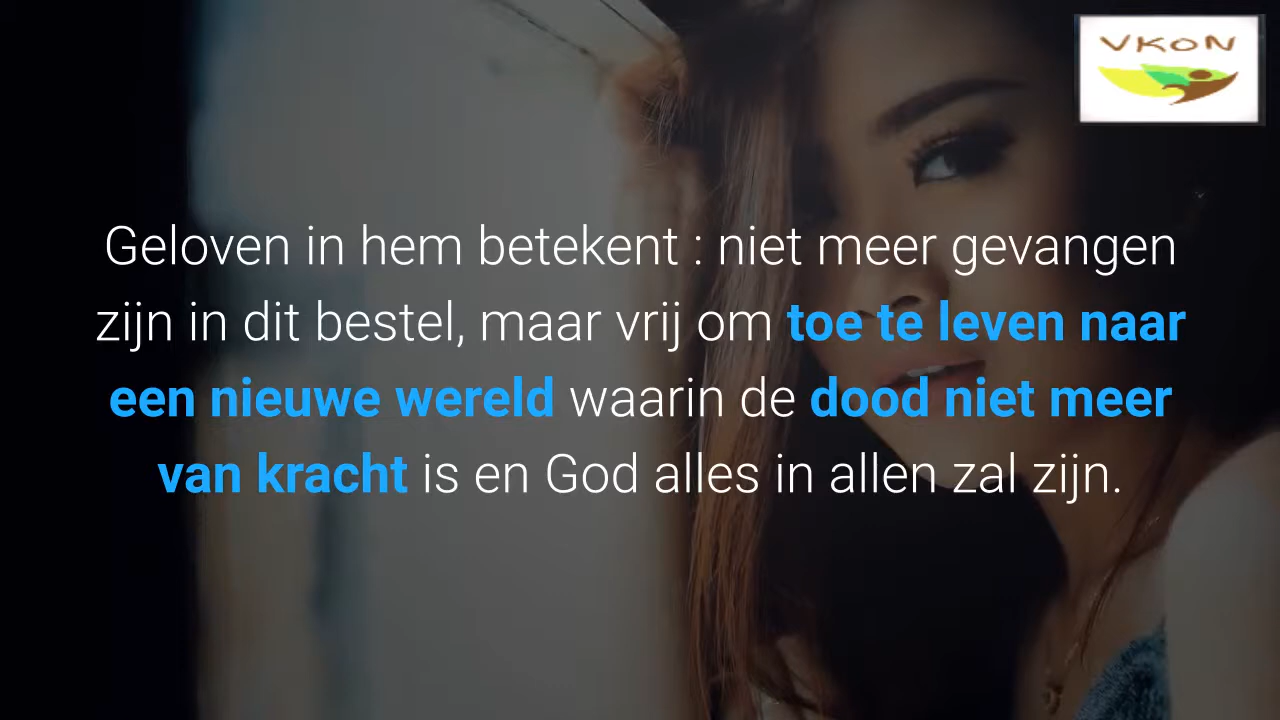 VKoN
Geloven in hem betekent : niet meer gevangen
zijn in dit bestel, maar vrij om toe te leven naar
een nieuwe wereld waarin de dood niet meer
van kracht is en God alles in allen zal zijn.